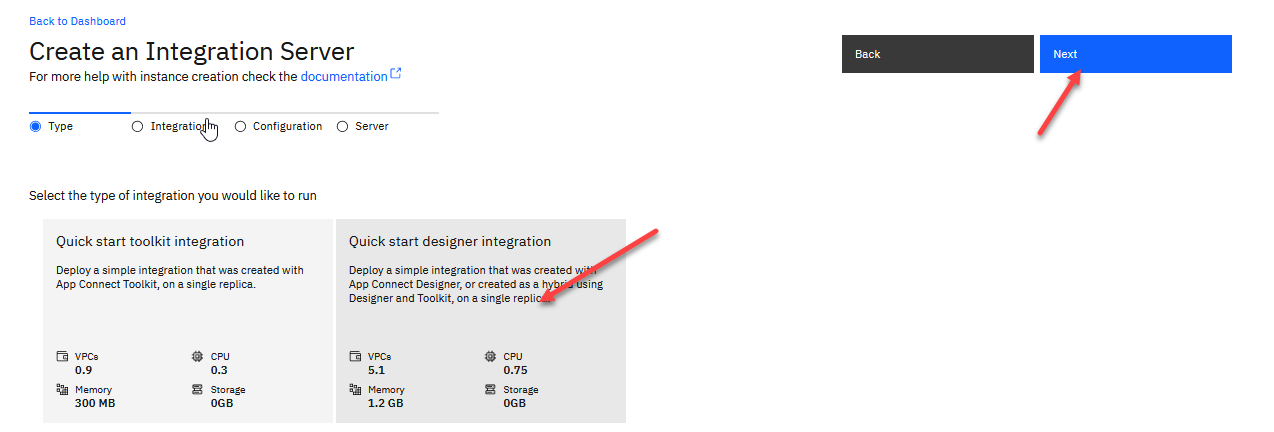 Back to Dashboard
Create an Integration Server
For more help with instance creation check the documentation
Back
Next
Type
Integration
Configuration
Server
Select the type of integration you would like to run
Quick start toolkit integration
Deploy a simple integration that was created with
App Connect Toolkit, on a single replica.
VPCs
0.9
CPU
0.3
Memory
300 MB
Storage
0GB
Quick start designer integration
Deploy a simple integration that was created with
App Connect Designer, or created as a hybrid using
Designer and Toolkit, on a single replica.
VPCs
5.1
CPU
0.75
Memory
1.2 GB
Storage
0GB